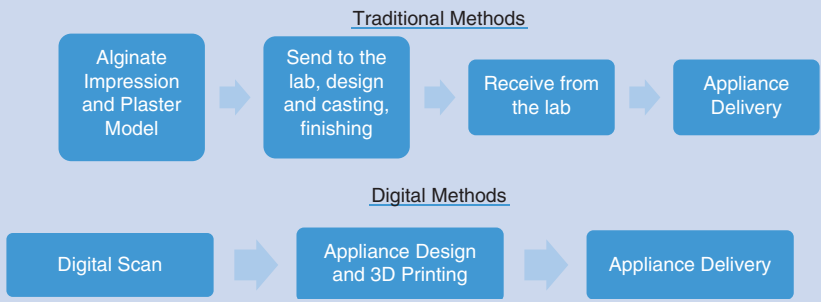 Traditional Methods
Alginate
Impression
and Plaster
Model
Send to the
lab, design
and casting,
finishing
Receive from
the lab
Appliance
Delivery
Digital Methods
Digital Scan
Appliance Design
and 3D Printing
Appliance Delivery